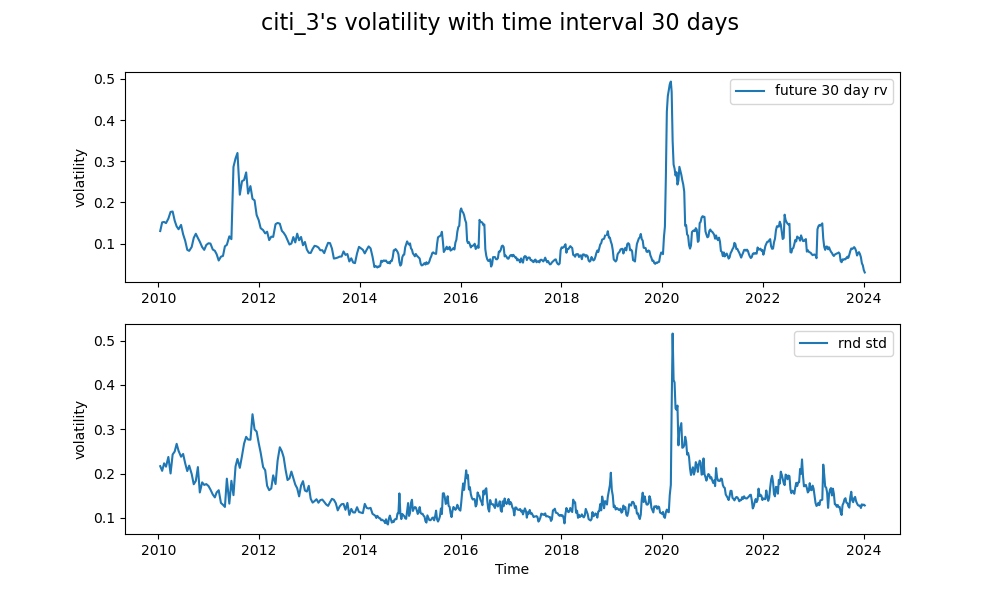 citi_3's volatility with time interval 30 days
0.5
0.4
0.3
0.2
0.1
volatility
future 30 day rv
2010 2012 2014 2016 2018 2020 2022 2024
0.5
0.4
0.3
0.2
0.1
volatility
rnd std
2010 2012 2014 2016 2018 2020 2022 2024
Time